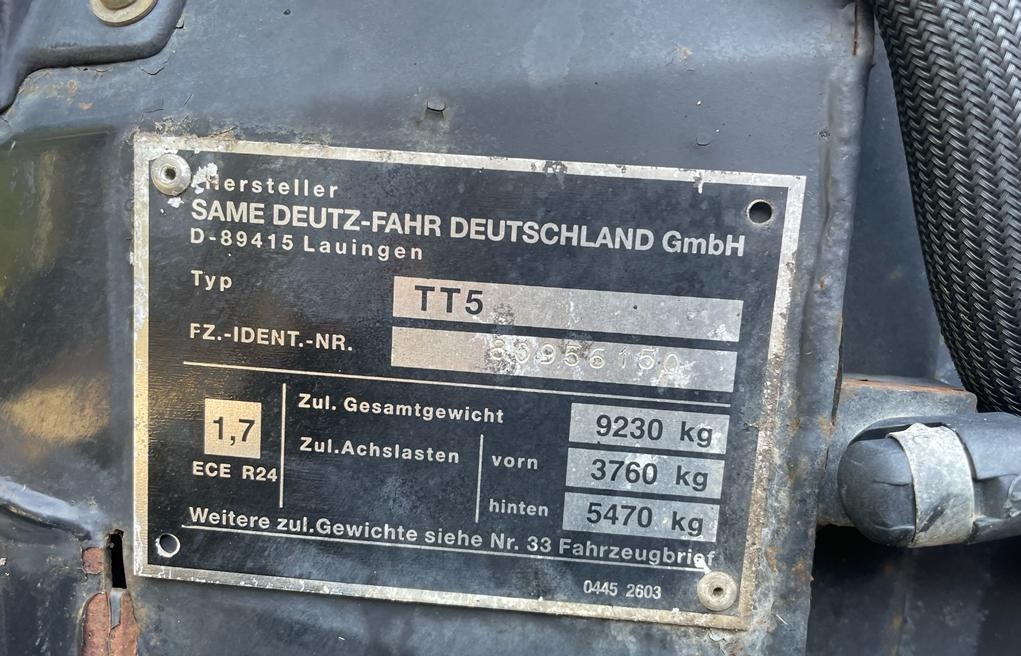 Hersteller
SAME DEUTZ-FAHR DEUTSCHLAND GmbH
D-89415 Lauingen
Typ TT5
FZ.-IDENT.-NR. 80956150
1,7
ECE R24
Zul. Gesamtgewicht 9230 kg
Zul.Achslasten vorn 3760 kg
hinten 5470 kg
Weitere zul.Gewichte siehe Nr. 33 Fahrzeugbrief
0445 2603